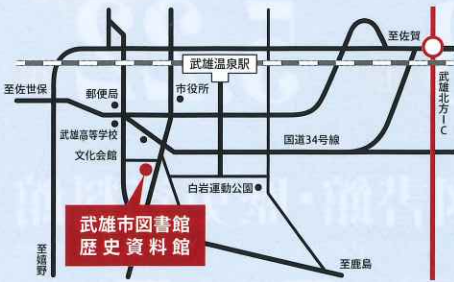 至佐賀
武雄温泉駅
至佐世保
郵便局
市役所
武雄北方IC
武雄高等学校
国道34号線
文化会館
白岩運動公園
武雄市図書館
歴史資料館
至嬉野
至鹿島